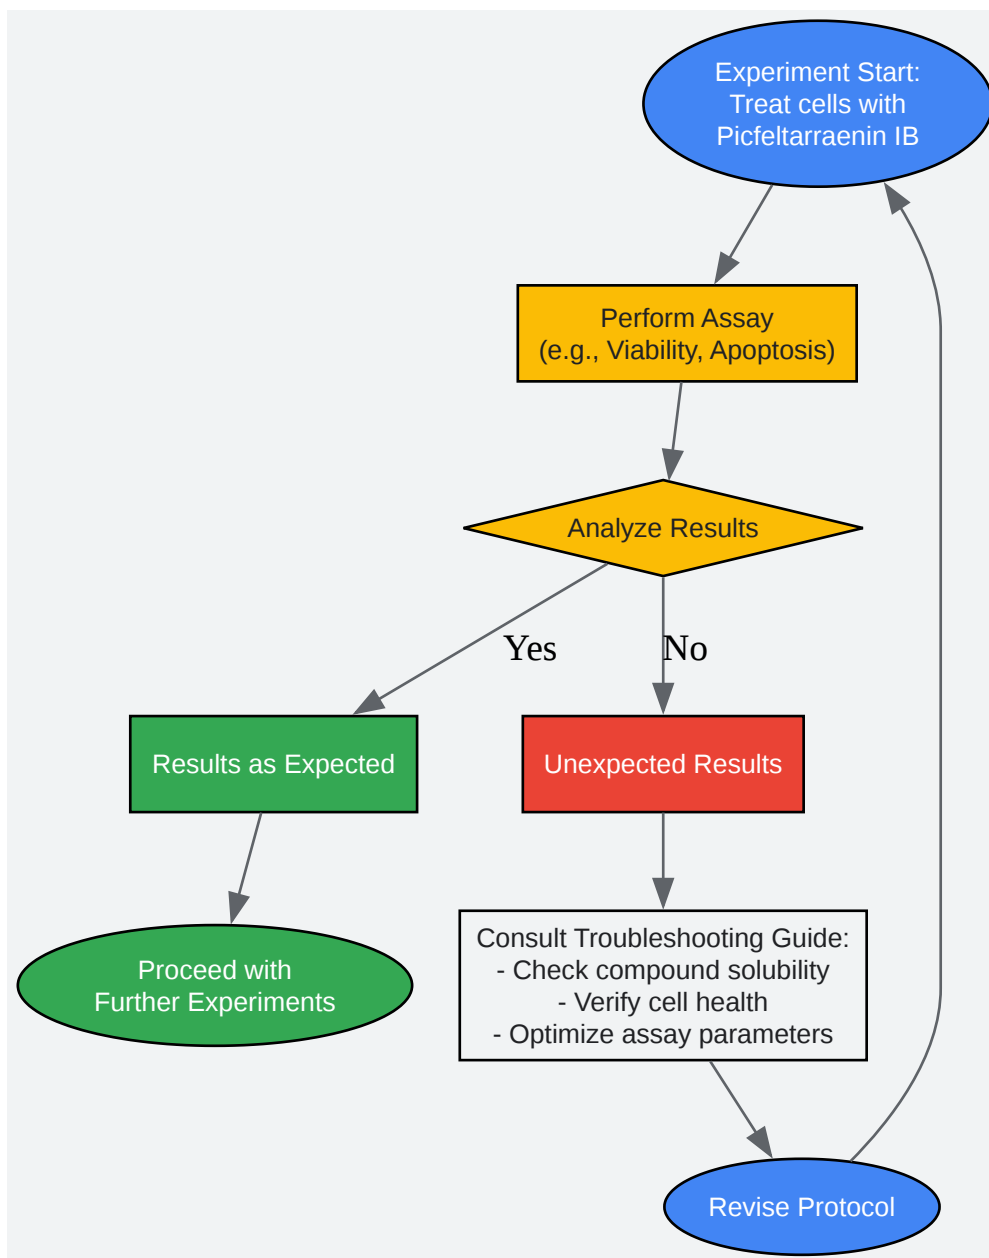 Experiment Start:
Treat cells with
Picfeltarraenin IB
Perform Assay
(e.g., Viability, Apoptosis)
Analyze Results
Yes
No
Results as Expected
Unexpected Results
Proceed with
Further Experiments
Consult Troubleshooting Guide:
- Check compound solubility
- Verify cell health
- Optimize assay parameters
Revise Protocol